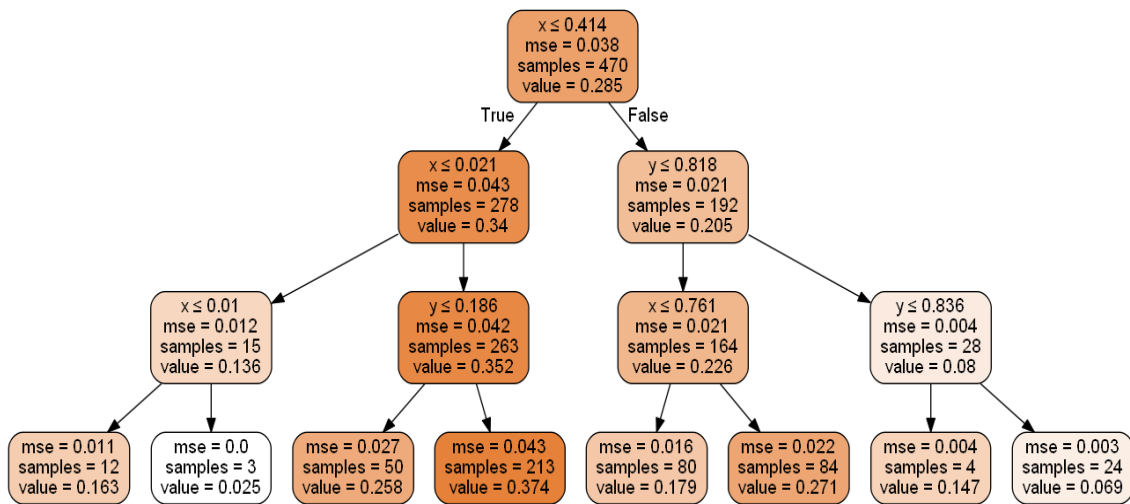 x ≤ 0.414
mse = 0.038
samples = 470
value = 0.285
True
False
x ≤ 0.021
mse = 0.043
samples = 278
value = 0.34
y ≤ 0.818
mse = 0.021
samples = 192
value = 0.205
x ≤ 0.01
mse = 0.012
samples = 15
value = 0.136
y ≤ 0.186
mse = 0.042
samples = 263
value = 0.352
x ≤ 0.761
mse = 0.021
samples = 164
value = 0.226
y ≤ 0.836
mse = 0.004
samples = 28
value = 0.08
mse = 0.011
samples = 12
value = 0.163
mse = 0.0
samples = 3
value = 0.025
mse = 0.027
samples = 50
value = 0.258
mse = 0.043
samples = 213
value = 0.374
mse = 0.016
samples = 80
value = 0.179
mse = 0.022
samples = 84
value = 0.271
mse = 0.004
samples = 4
value = 0.147
mse = 0.003
samples = 24
value = 0.069